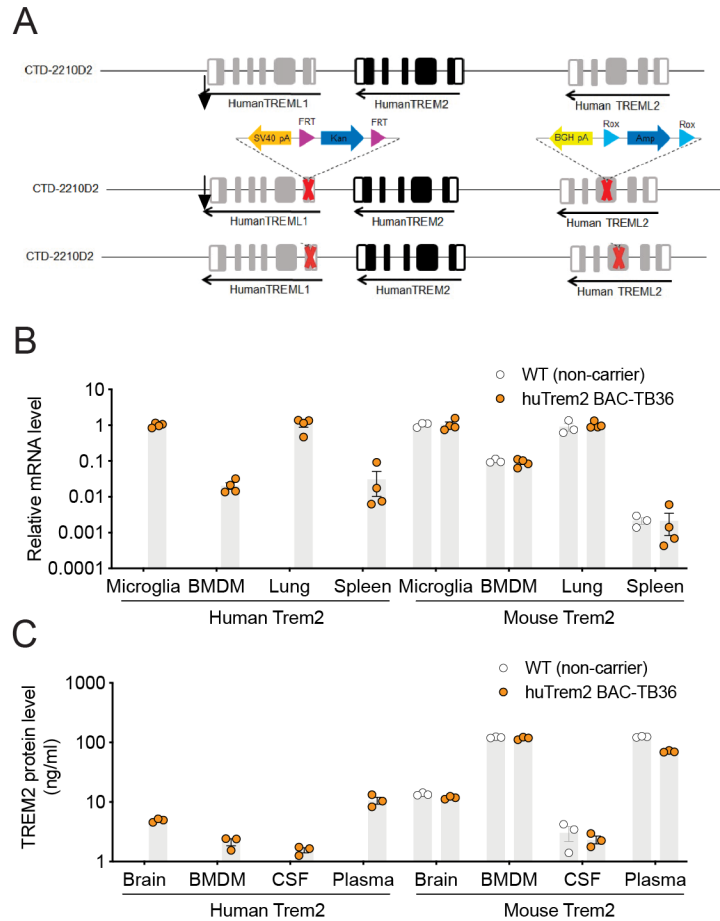 A
CTD-2210D2
HumanTREML1 HumanTREM2 Human TREML2
FRT FRT Rox Rox
SV40 pA Kan BGH pA Amp
CTD-2210D2
HumanTREML1 HumanTREM2 Human TREML2
CTD-2210D2
HumanTREML1 HumanTREM2 Human TREML2
B
WT (non-carrier)
huTrem2 BAC-TB36
Relative mRNA level
10
1
0.1
0.01
0.001
0.0001
Microglia BMDM Lung Spleen Microglia BMDM Lung Spleen
Human Trem2 Mouse Trem2
C
WT (non-carrier)
huTrem2 BAC-TB36
TREM2 protein level
(ng/ml)
1000
100
10
1
Brain BMDM CSF Plasma Brain BMDM CSF Plasma
Human Trem2 Mouse Trem2